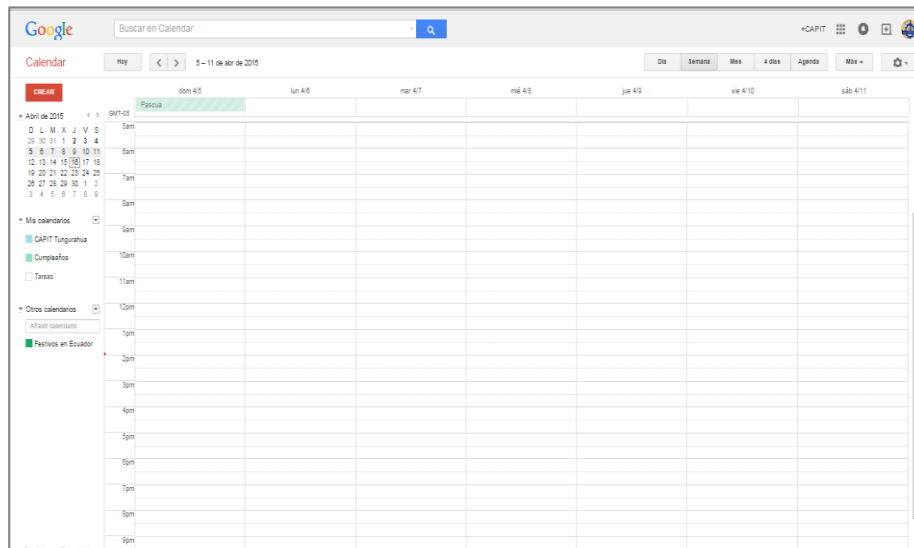 Google
Buscar en Calendar
+CAPIT
Calendar
Hoy
5 – 11 de abr de 2015
Día Semana Mes 4 días Agenda Más
CREAR
dom 4/5 lun 4/6 mar 4/7 mié 4/8 jue 4/9 vie 4/10 sáb 4/11
Pascua
GMT-05
Abril de 2015
D L M X J V S
29 30 31 1 2 3 4
5 6 7 8 9 10 11
12 13 14 15 16 17 18
19 20 21 22 23 24 25
26 27 28 29 30 1 2
3 4 5 6 7 8 9
Mis calendarios
CAPIT Tungurahua
Cumpleaños
Tareas
Otros calendarios
Añadir calendario
Festivos en Ecuador
5am
6am
7am
8am
9am
10am
11am
12pm
1pm
2pm
3pm
4pm
5pm
6pm
7pm
8pm
9pm